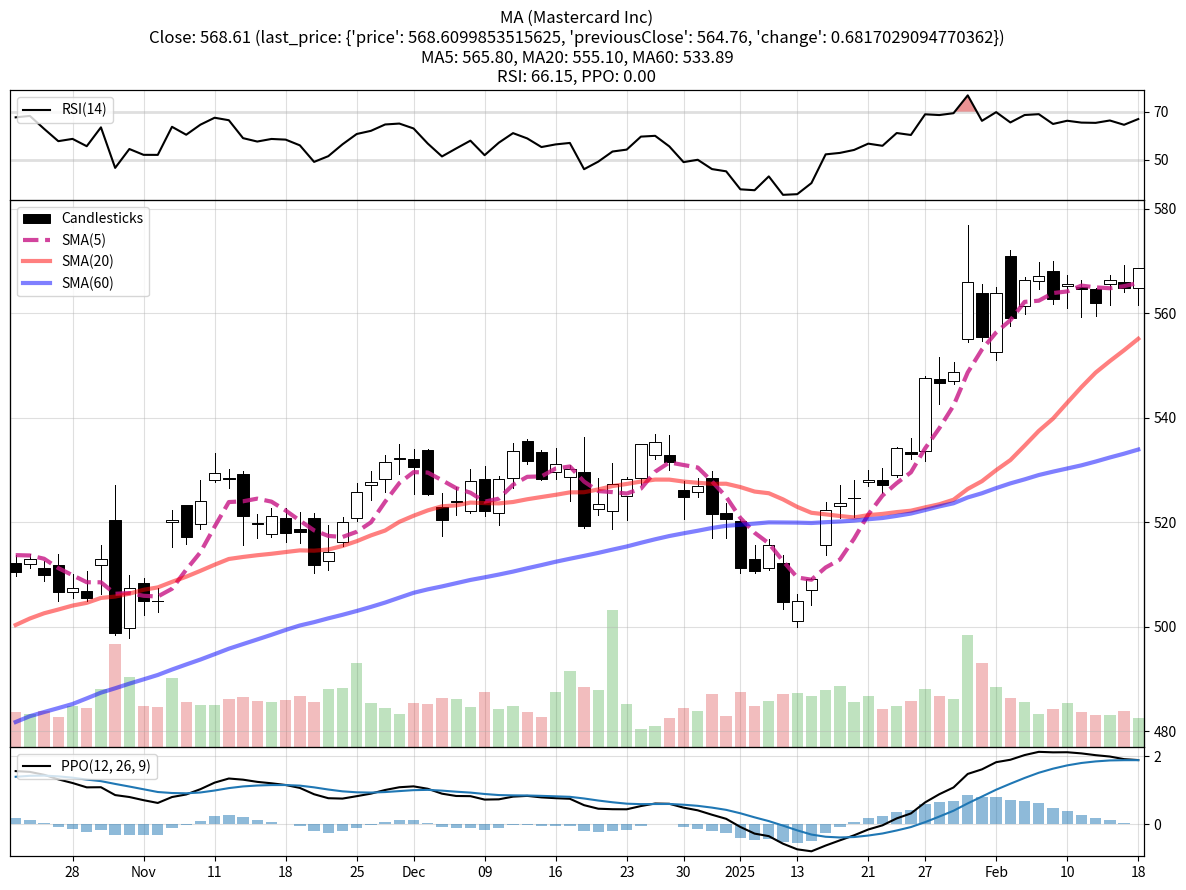 MA (Mastercard Inc)
Close: 568.61 (last_price: {'price': 568.6099853515625, 'previousClose': 564.76, 'change': 0.6817029094770362})
MA5: 565.80, MA20: 555.10, MA60: 533.89
RSI: 66.15, PPO: 0.00
RSI(14)
70
50
Candlesticks
SMA(5)
SMA(20)
SMA(60)
580
560
540
520
500
480
PPO(12, 26, 9)
2
0
28 Nov 11 18 25 Dec 09 16 23 30 2025 13 21 27 Feb 10 18